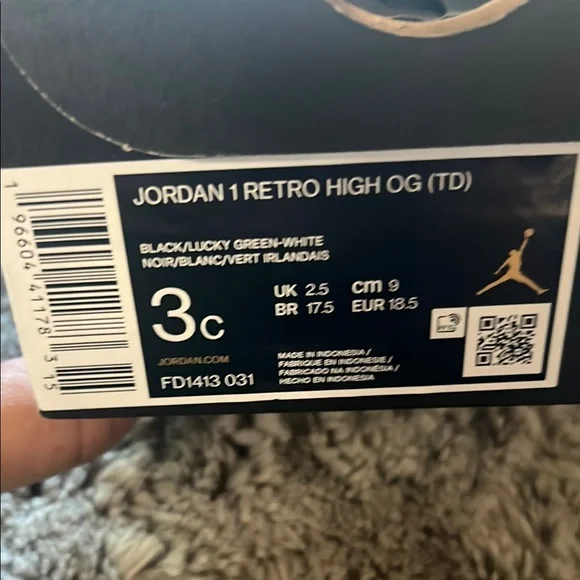 JORDAN 1 RETRO HIGH OG (TD)
BLACK/LUCKY GREEN-WHITE
NOIR/BLANC/VERT IRLANDAIS
3c
UK 2.5 cm 9
BR 17.5 EUR 18.5
JORDAN.COM
FD1413 031
MADE IN INDONESIA /
FABRIQUE EN INDONESIE /
FABRICADO NA INDONESIA /
HECHO EN INDONESIA
1 96604 41178 3 15